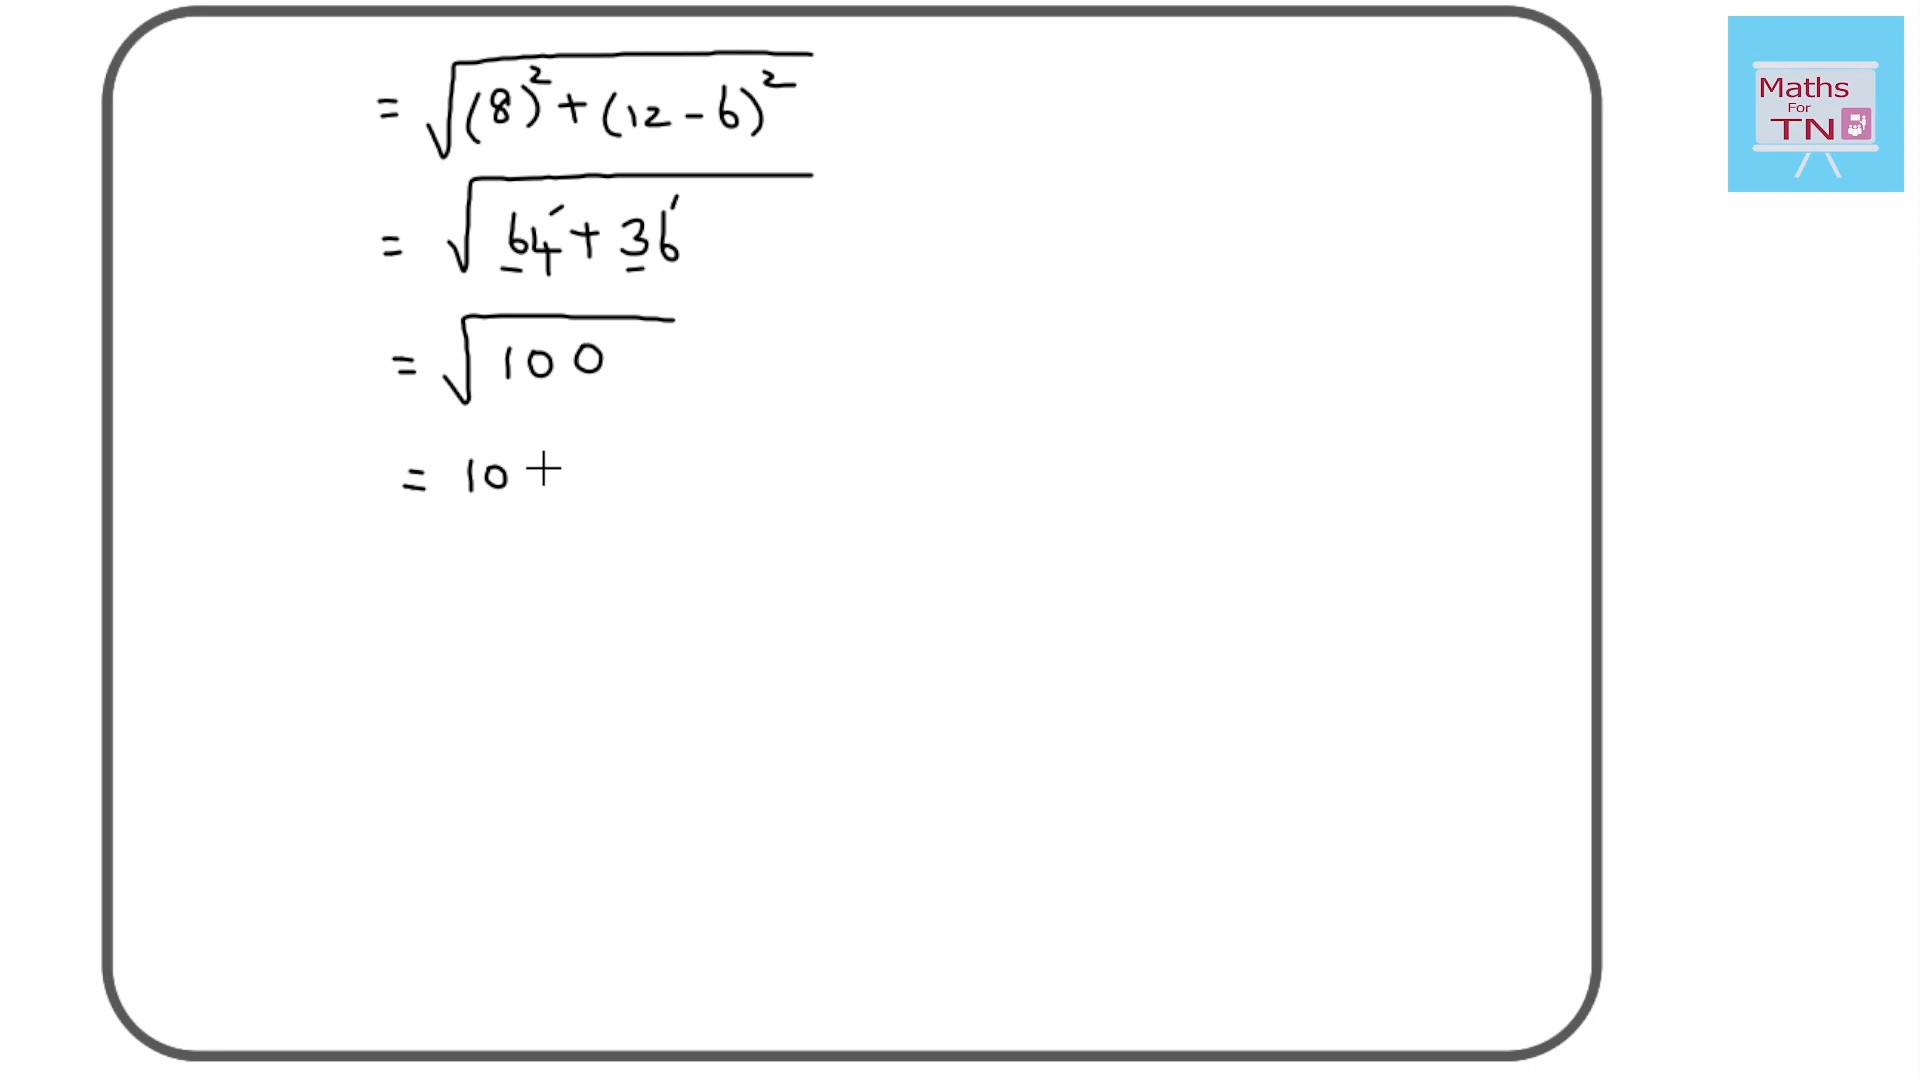 = √(8)² + (12 - 6)²
= √64 + 36
= √100
= 10
Maths
For
TN